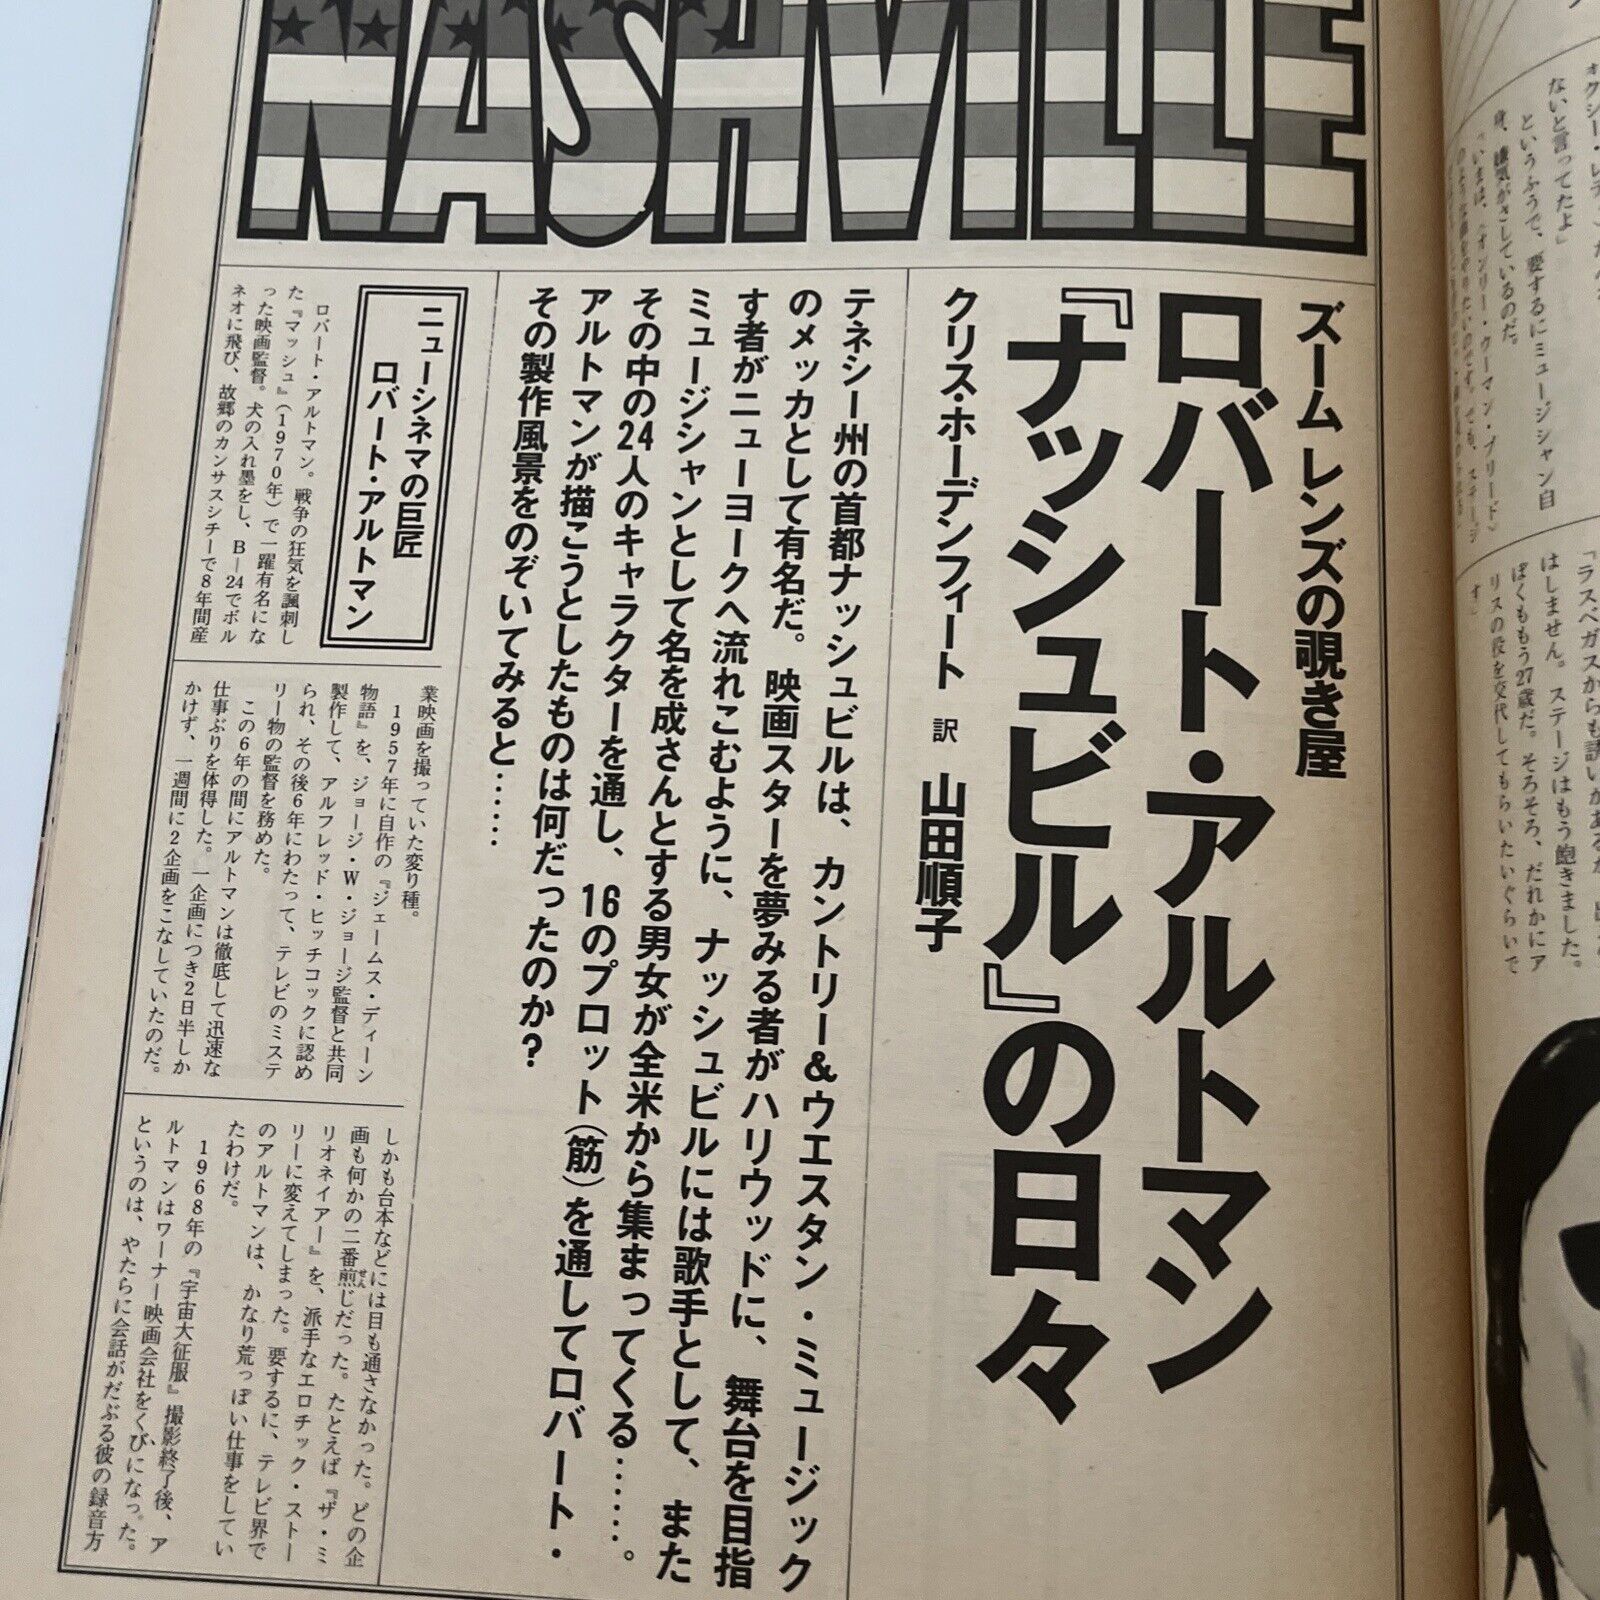 NASHVILLE
ズームレンズの覗き屋
ロバート・アルトマン
『ナッシュビル』の日々
クリス・ホーデンフィート 訳 山田順子
テネシー州の首都ナッシュビルは、カントリー&ウエスタン・ミュージック
のメッカとして有名だ。映画スターを夢みる者がハリウッドに、舞台を目指
す者がニューヨークへ流れこむように、ナッシュビルには歌手として、また
ミュージシャンとして名を成さんとする男女が全米から集まってくる……。
その中の24人のキャラクターを通し、16のプロット(筋)を通してロバート・
アルトマンが描こうとしたものは何だったのか?
その製作風景をのぞいてみると……
ニューシネマの巨匠
ロバート・アルトマン
ロバート・アルトマン。戦争の狂気を諷刺し
た『マッシュ』(1970年)で一躍有名にな
った映画監督。犬の入れ墨をし、B—24でボル
ネオに飛び、故郷のカンサスシチーで8年間産
業映画を撮っていた変り種。
1957年に自作の『ジェームス・ディーン
物語』を、ジョージ・W・ジョージ監督と共同
製作して、アルフレッド・ヒッチコックに認め
られ、その後6年にわたって、テレビのミステ
リー物の監督を務めた。
この6年の間にアルトマンは徹底して迅速な
仕事ぶりを体得した。一企画につき2日半しか
かけず、一週間に2企画をこなしていたのだ。
しかも台本などには目も通さなかった。どの企
画も何かの二番煎じだった。たとえば『ザ・ミ
リオネイアー』を、派手なエロチック・ストー
リーに変えてしまった。要するに、テレビ界で
のアルトマンは、かなり荒っぽい仕事をしてい
たわけだ。
1968年の『宇宙大征服』撮影終了後、ア
ルトマンはワーナー映画会社をくびになった。
というのは、やたらに会話がだぶる彼の録音方
ないと言ってたよ」
というふうで、要するにミュージシャン自
身、嫌気がさしているのだ。
「ラスベガスからも誘いがあるが
はしません。ステージはもう飽きました。
ぼくももう27歳だ。そろそろ、だれかにア
リスの役を交代してもらいたいぐらいで
す」